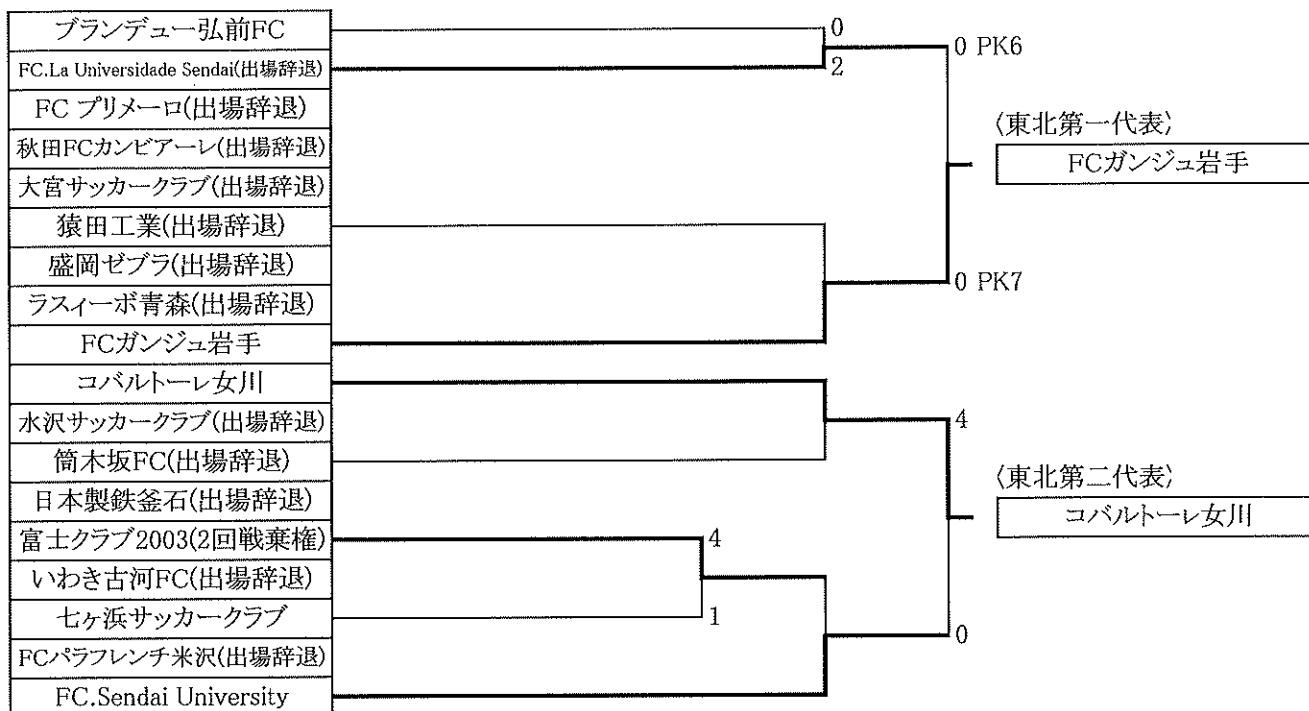 ブランデュー弘前FC
FC.La Universidade Sendai(出場辞退)
FC プリメーロ(出場辞退)
秋田FCカンビアーレ(出場辞退)
大宮サッカークラブ(出場辞退)
猿田工業(出場辞退)
盛岡ゼブラ(出場辞退)
ラスィーボ青森(出場辞退)
FCガンジュ岩手
コバルトーレ女川
水沢サッカークラブ(出場辞退)
筒木坂FC(出場辞退)
日本製鉄釜石(出場辞退)
富士クラブ2003(2回戦棄権)
いわき古河FC(出場辞退)
七ヶ浜サッカークラブ
FCパラフレンチ米沢(出場辞退)
FC.Sendai University
0
2
4
1
0 PK6
0 PK7
4
0
〈東北第一代表〉
FCガンジュ岩手
〈東北第二代表〉
コバルトーレ女川